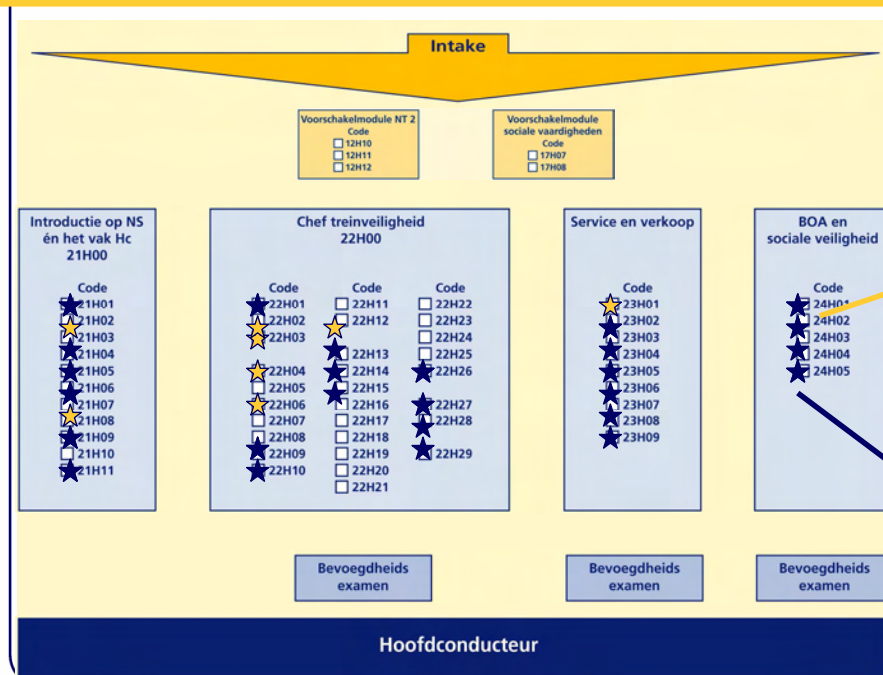 Intake
Voorschakelmodule NT 2
Code
12H10
12H11
12H12
Voorschakelmodule
sociale vaardigheden
Code
17H07
17H08
Introductie op NS
én het vak Hc
21H00
Code
21H01
21H02
21H03
21H04
21H05
21H06
21H07
21H08
21H09
21H10
21H11
Chef treinveiligheid
22H00
Code
22H01
22H02
22H03
22H04
22H05
22H06
22H07
22H08
22H09
22H10
Code
22H11
22H12
22H13
22H14
22H15
22H16
22H17
22H18
22H19
22H20
22H21
Code
22H22
22H23
22H24
22H25
22H26
22H27
22H28
22H29
Service en verkoop
Code
23H01
23H02
23H03
23H04
23H05
23H06
23H07
23H08
23H09
BOA en
sociale veiligheid
Code
24H01
24H02
24H03
24H04
24H05
Bevoegdheids
examen
Bevoegdheids
examen
Bevoegdheids
examen
Hoofdconducteur